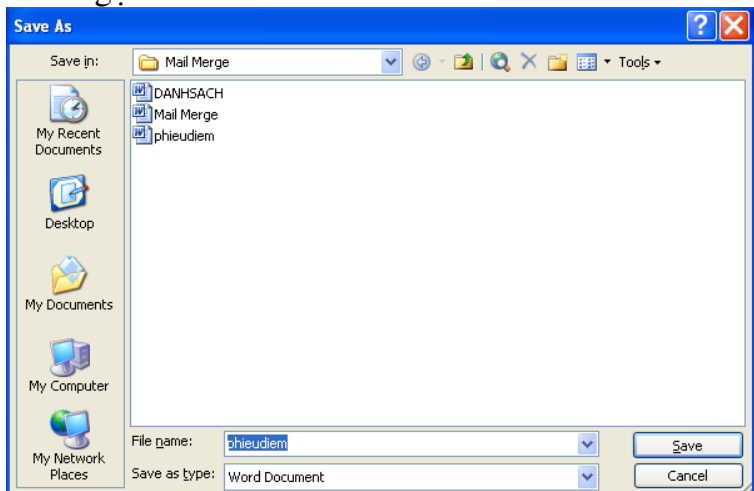 Save As
Save in: Mail Merge Tools
DANHSACH
Mail Merge
phieudiem
My Recent
Documents
Desktop
My Documents
My Computer
My Network
Places
File name: phieudiem Save
Save as type: Word Document Cancel